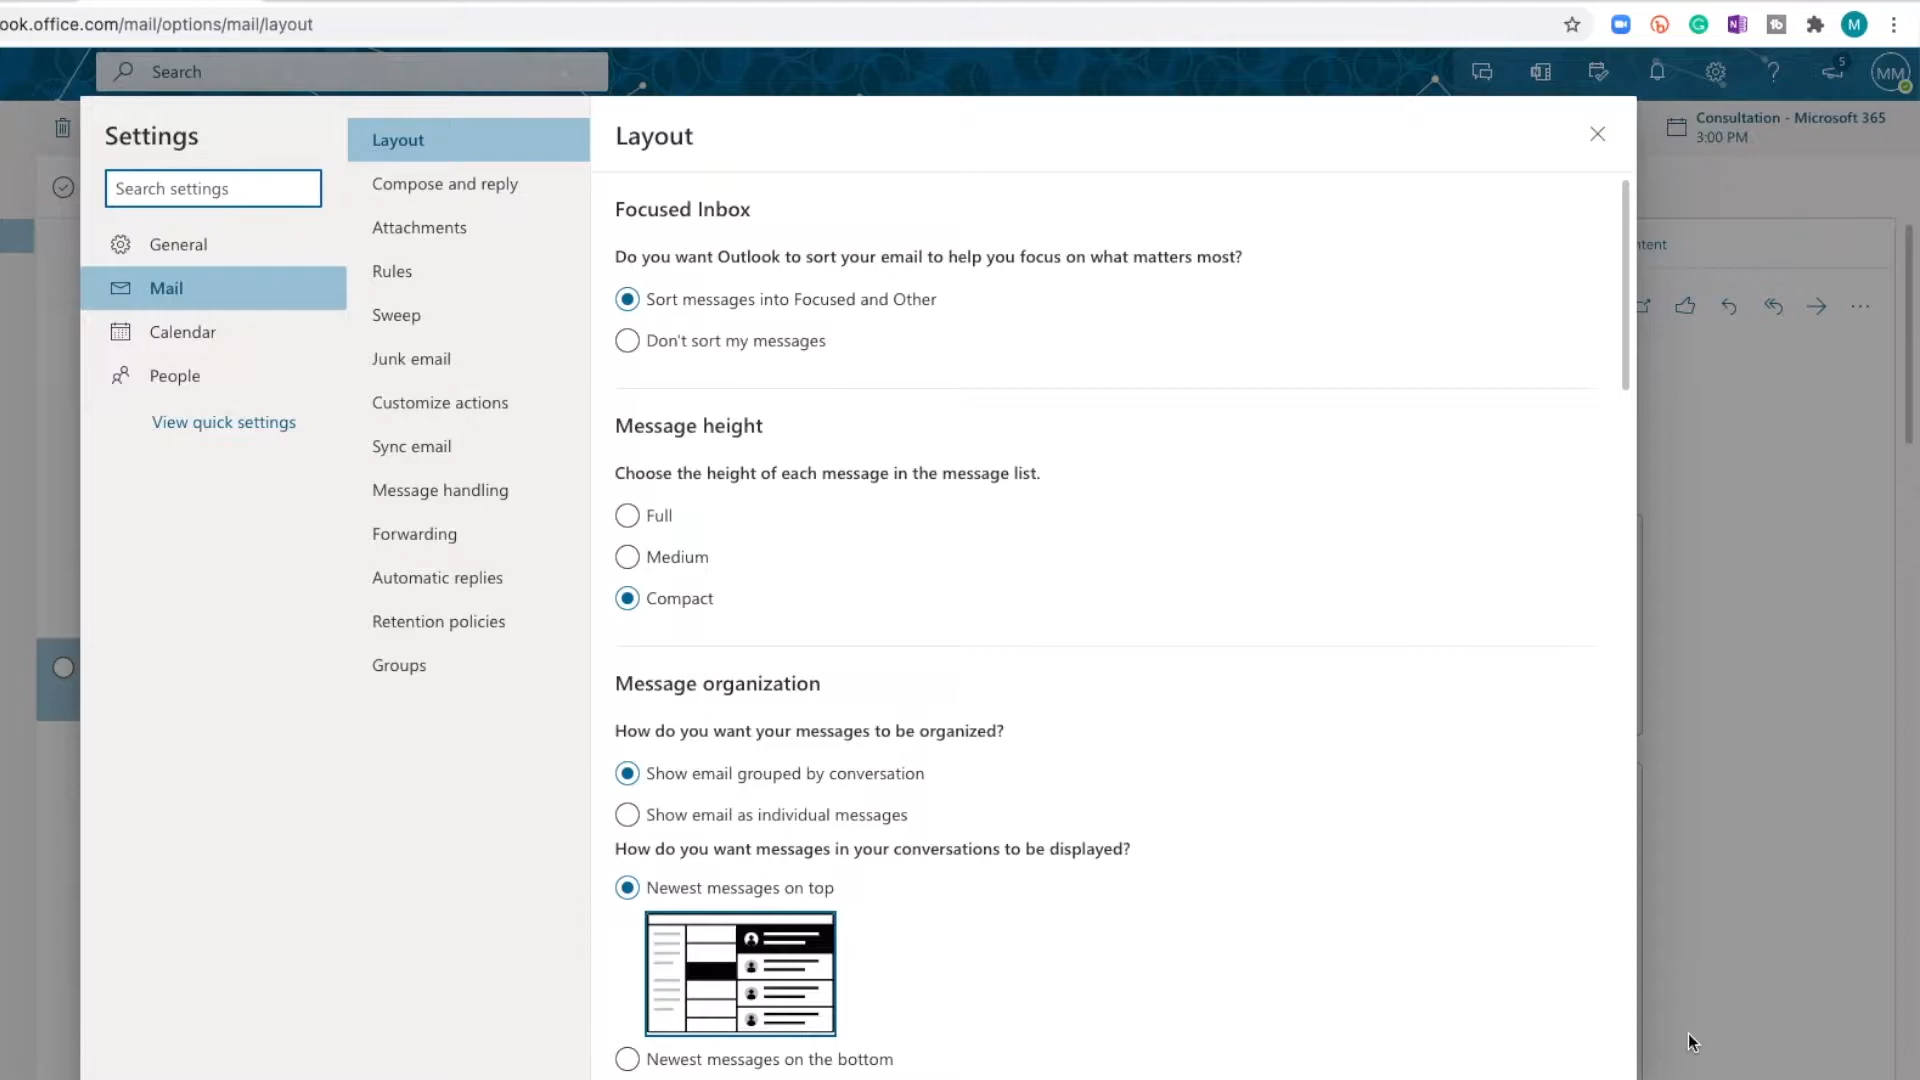 ook.office.com/mail/options/mail/layout
M
Search
5
MM
Consultation - Microsoft 365
3:00 PM
Settings
Search settings
General
Mail
Calendar
People
View quick settings
Layout
Compose and reply
Attachments
Rules
Sweep
Junk email
Customize actions
Sync email
Message handling
Forwarding
Automatic replies
Retention policies
Groups
Layout
Focused Inbox
Do you want Outlook to sort your email to help you focus on what matters most?
Sort messages into Focused and Other
Don't sort my messages
Message height
Choose the height of each message in the message list.
Full
Medium
Compact
Message organization
How do you want your messages to be organized?
Show email grouped by conversation
Show email as individual messages
How do you want messages in your conversations to be displayed?
Newest messages on top
Newest messages on the bottom
ntent